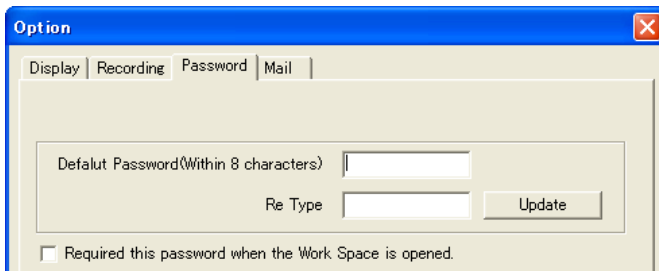 Option
Display Recording Password Mail
Defalut Password(Within 8 characters)
Re Type Update
Required this password when the Work Space is opened.